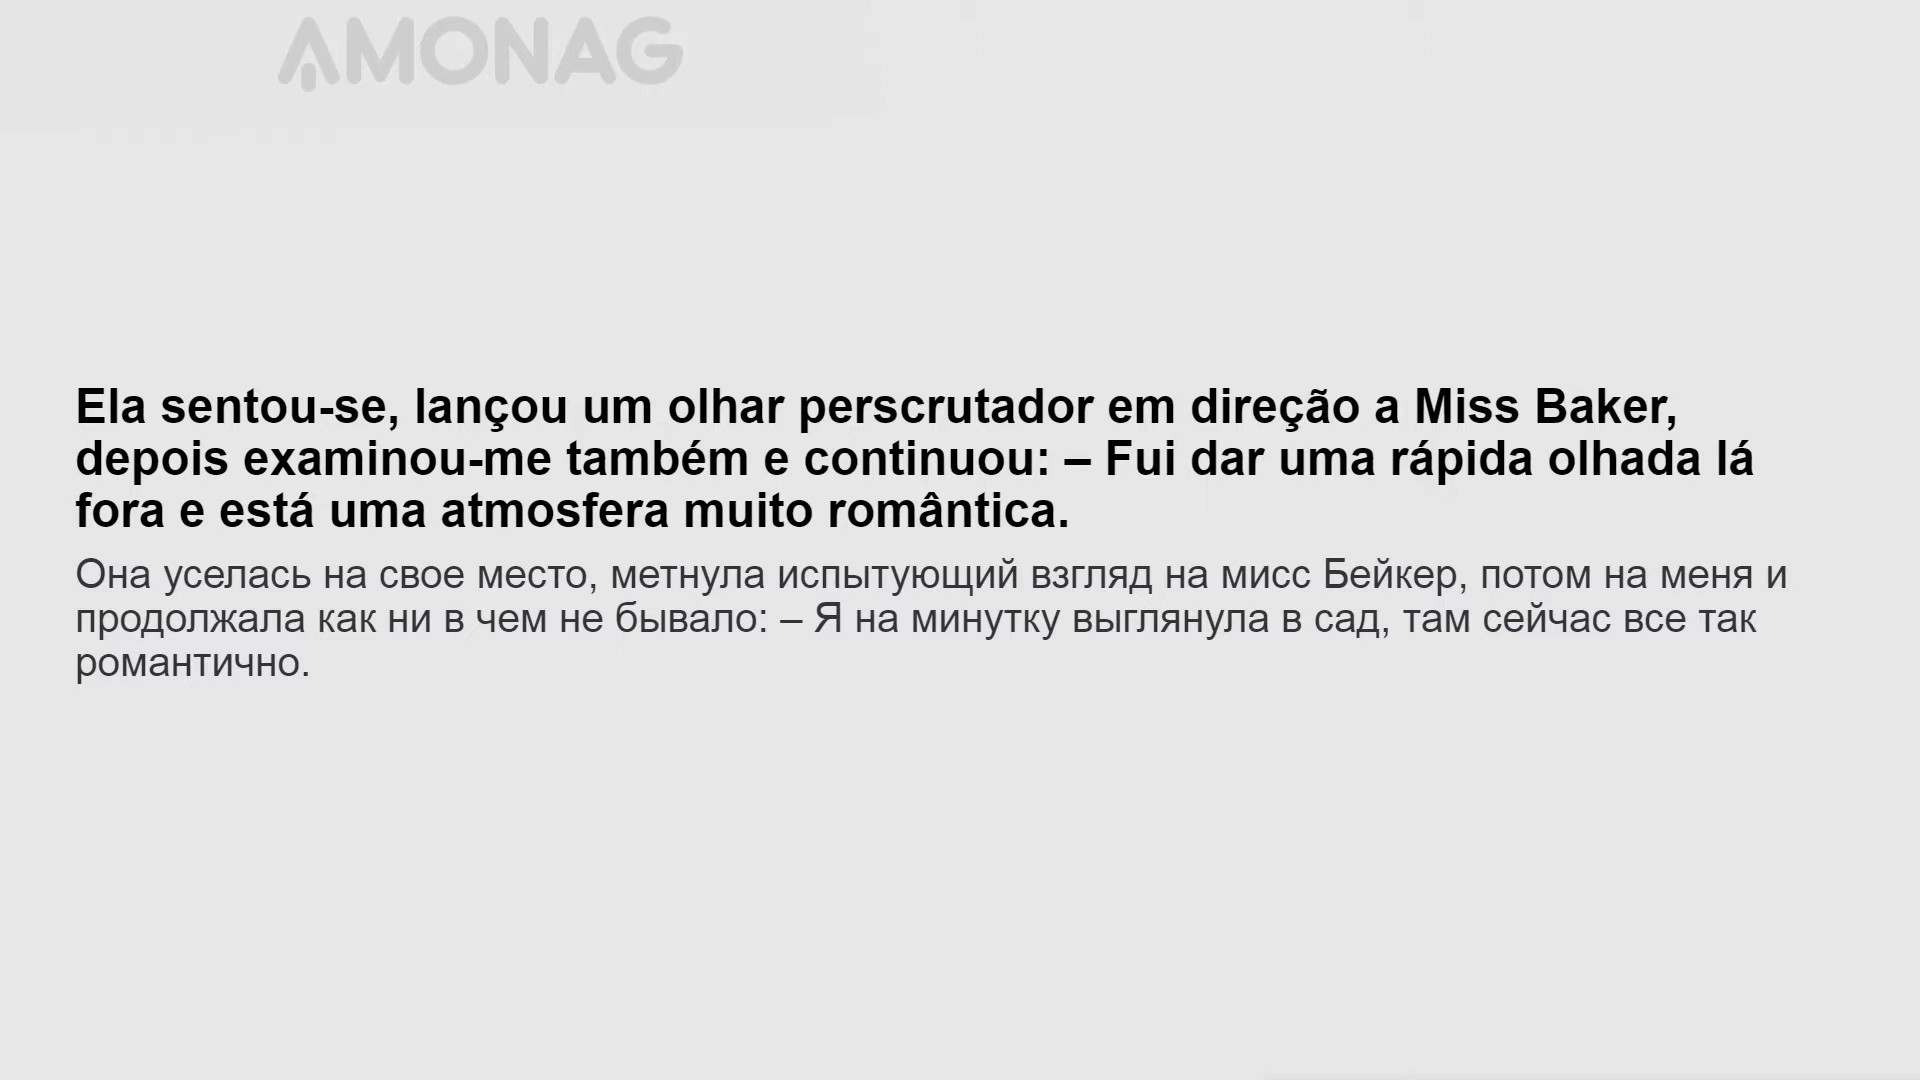 AMONAG
Ela sentou-se, lançou um olhar perscrutador em direção a Miss Baker,
depois examinou-me também e continuou: – Fui dar uma rápida olhada lá
fora e está uma atmosfera muito romântica.
Она уселась на свое место, метнула испытующий взгляд на мисс Бейкер, потом на меня и
продолжала как ни в чем не бывало: – Я на минутку выглянула в сад, там сейчас все так
романтично.